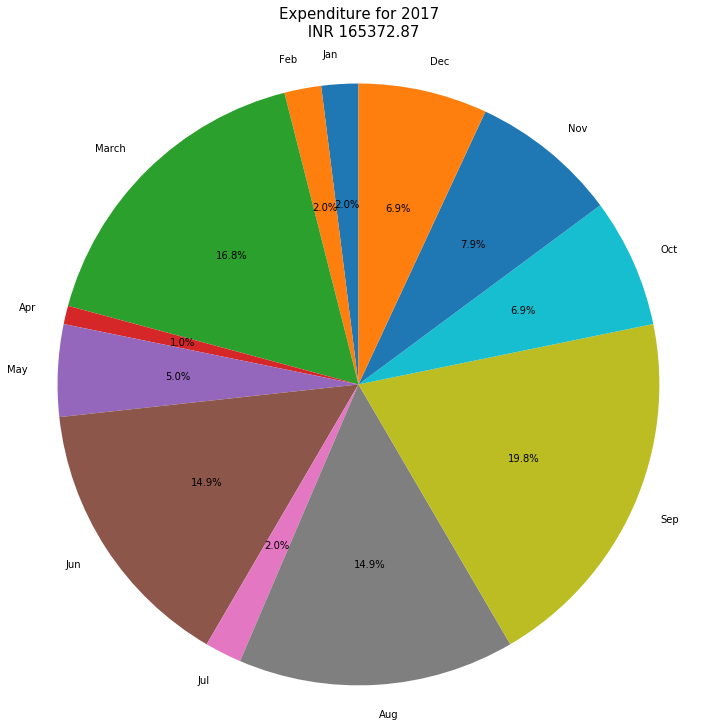 Expenditure for 2017
INR 165372.87
Jan
Feb
Dec
Nov
March
Oct
Apr
May
Sep
Jun
Jul
Aug
2.0%
2.0%
6.9%
7.9%
16.8%
6.9%
1.0%
5.0%
19.8%
14.9%
2.0%
14.9%